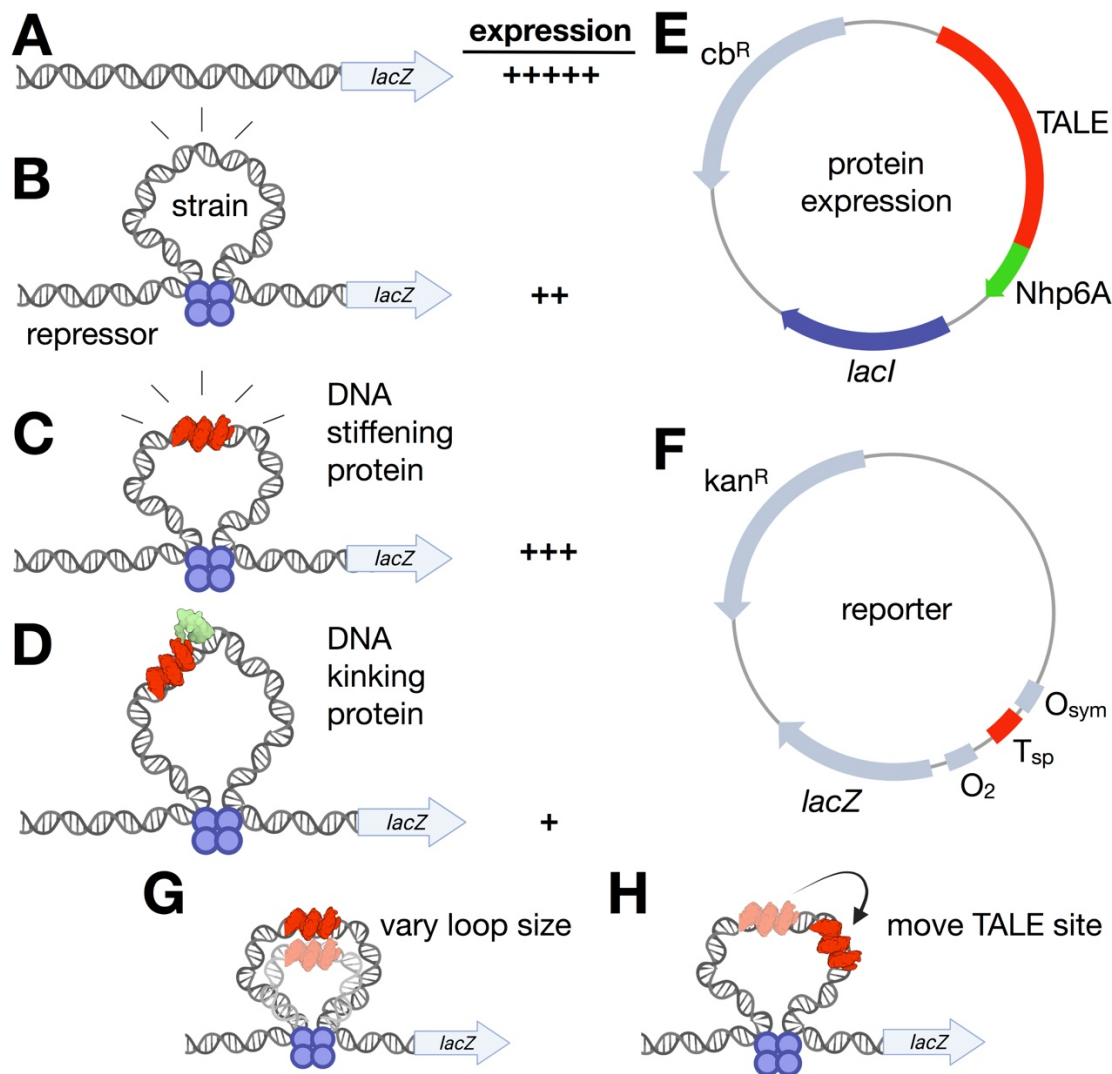 A
expression
lacZ
+++++
B
strain
lacZ
++
repressor
C
DNA
stiffening
protein
lacZ
+++
D
DNA
kinking
protein
lacZ
+
E
cbR
TALE
protein
expression
Nhp6A
lacI
F
kanR
reporter
Osym
Tsp
O2
lacZ
G
vary loop size
lacZ
H
move TALE site
lacZ